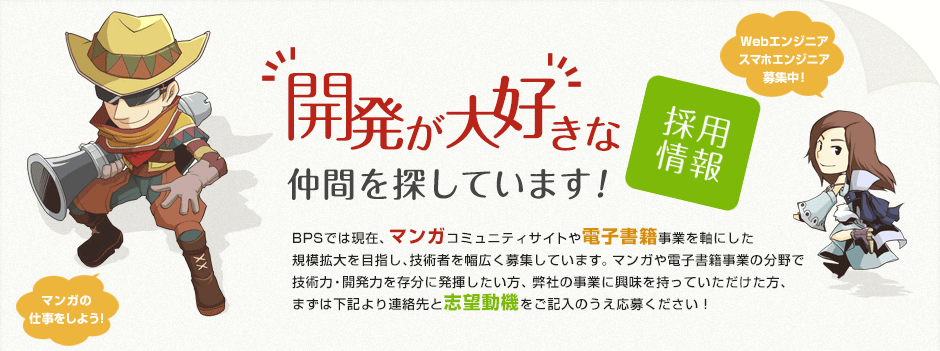 Webエンジニア
スマホエンジニア
募集中!
開発が大好きな
仲間を探しています!
採用
情報
BPSでは現在、マンガコミュニティサイトや電子書籍事業を軸にした
規模拡大を目指し、技術者を幅広く募集しています。マンガや電子書籍事業の分野で
技術力・開発力を存分に発揮したい方、弊社の事業に興味を持っていただけた方、
まずは下記より連絡先と志望動機をご記入のうえ応募ください!
マンガの
仕事をしよう!